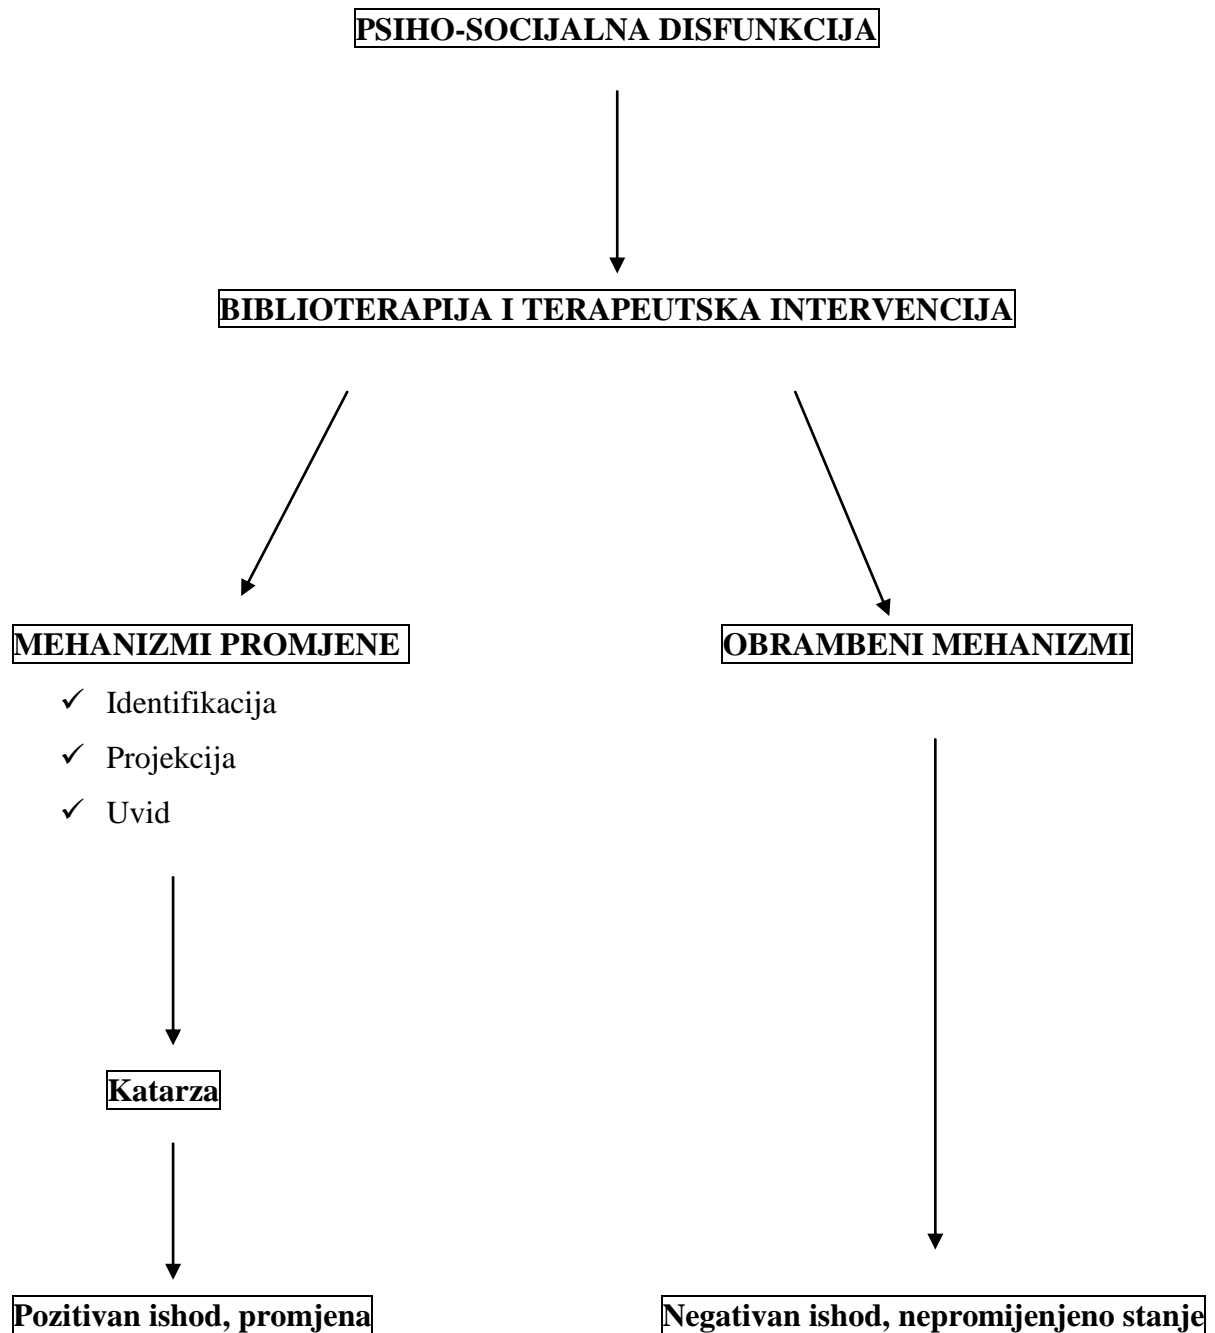 PSIHO-SOCIJALNA DISFUNKCIJA
BIBLIOTERAPIJA I TERAPEUTSKA INTERVENCIJA
MEHANIZMI PROMJENE
OBRAMBENI MEHANIZMI
✓ Identifikacija
✓ Projekcija
✓ Uvid
Katarza
Pozitivan ishod, promjena
Negativan ishod, nepromijenjeno stanje